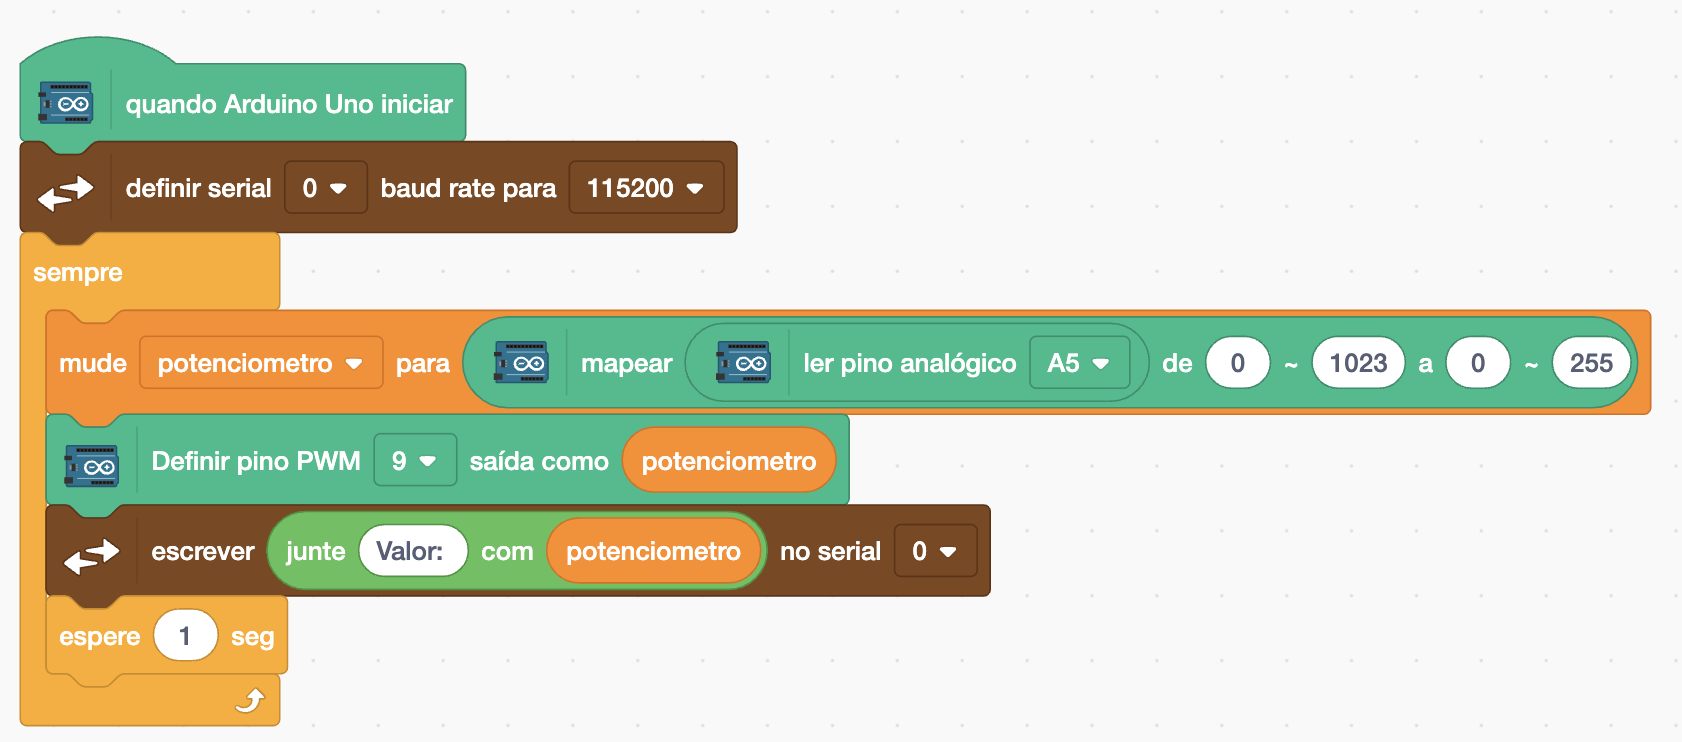 quando Arduino Uno iniciar
definir serial 0 baud rate para 115200
sempre
mude potenciometro para mapear ler pino analógico A5 de 0 ~ 1023 a 0 ~ 255
Definir pino PWM 9 saída como potenciometro
escrever junte Valor: com potenciometro no serial 0
espere 1 seg